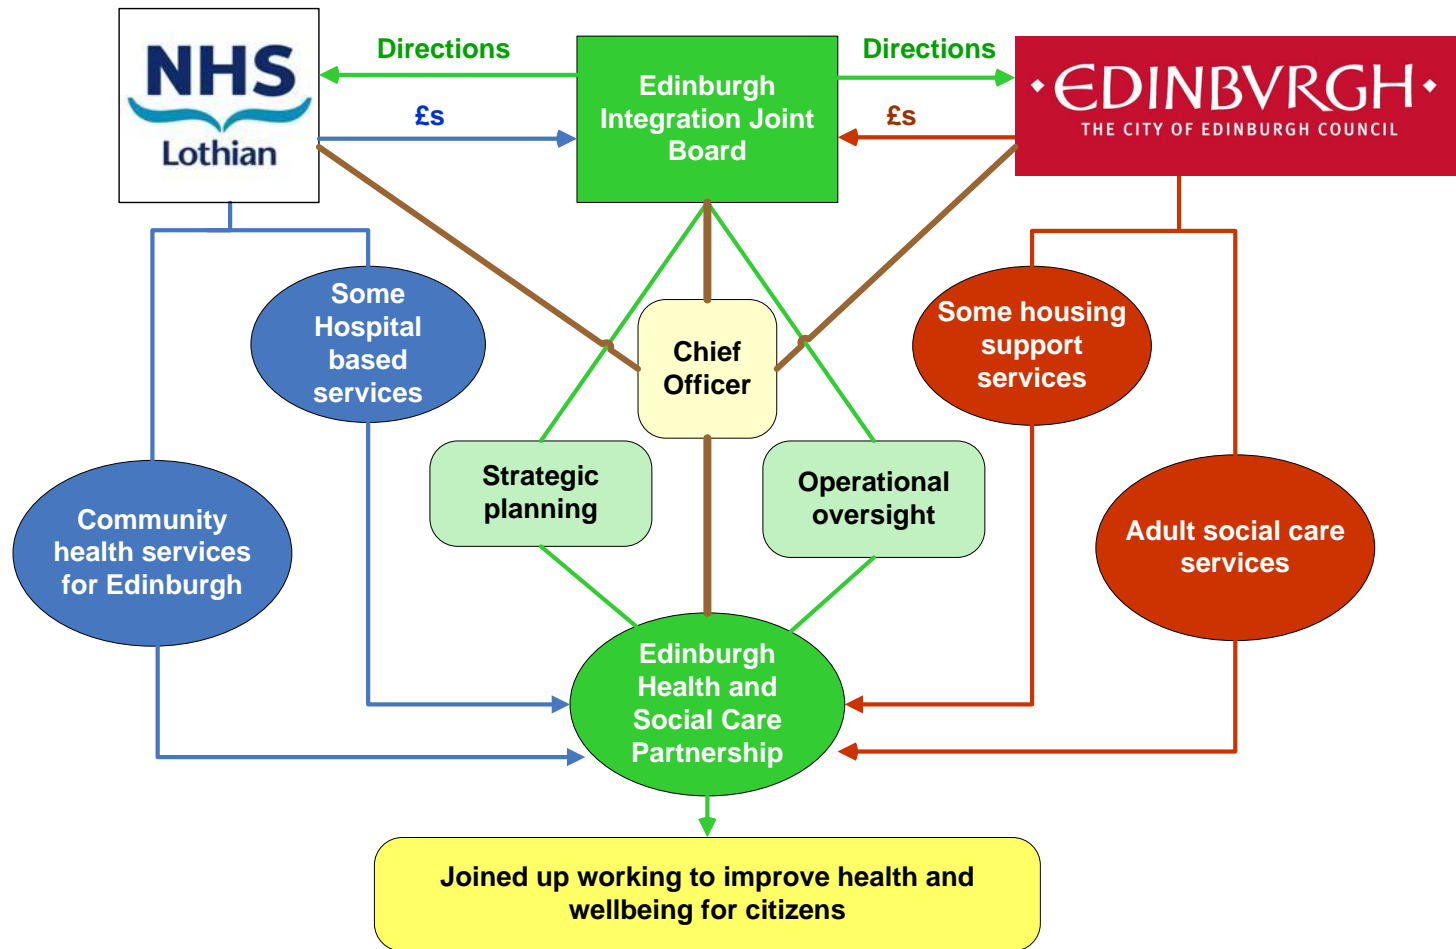 NHS
Lothian
Directions
£s
Edinburgh
Integration Joint
Board
Directions
£s
EDINBVRGH
THE CITY OF EDINBURGH COUNCIL
Some
Hospital
based
services
Chief
Officer
Some housing
support
services
Strategic
planning
Operational
oversight
Community
health services
for Edinburgh
Adult social care
services
Edinburgh
Health and
Social Care
Partnership
Joined up working to improve health and
wellbeing for citizens